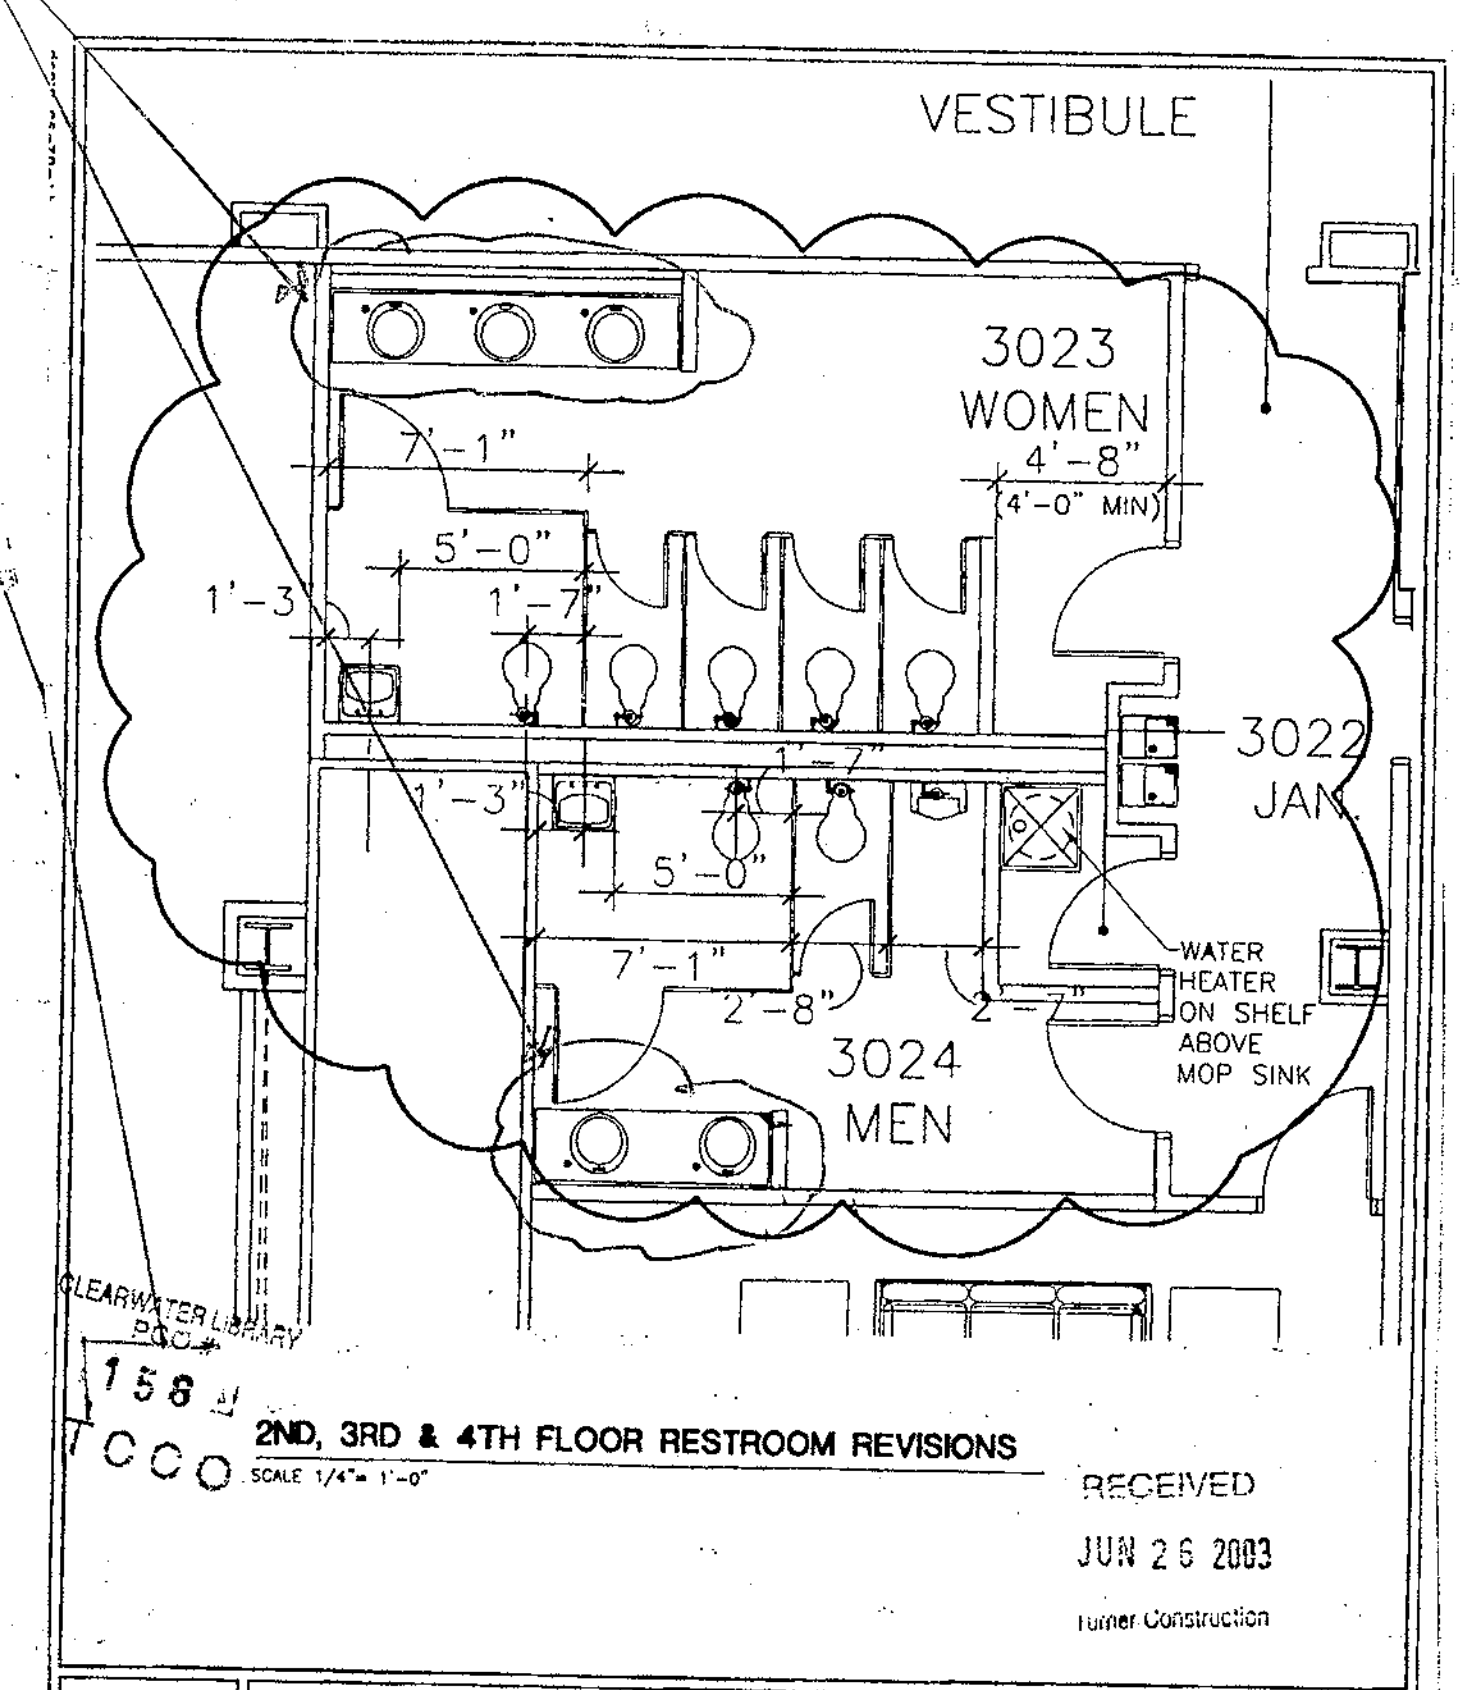 VESTIBULE
3023
WOMEN
7'-1"
4'-8"
(4'-0" MIN)
5'-0"
1'-3
1'-7"
3022
JAN.
1'-7"
1'-3"
5'-0"
7'-1"
2'-8"
2'-7"
WATER
HEATER
ON SHELF
ABOVE
MOP SINK
3024
MEN
CLEARWATER LIBRARY
PCO #
158
TCCO
2ND, 3RD & 4TH FLOOR RESTROOM REVISIONS
SCALE 1/4"= 1'-0"
RECEIVED
JUN 26 2003
Turner Construction